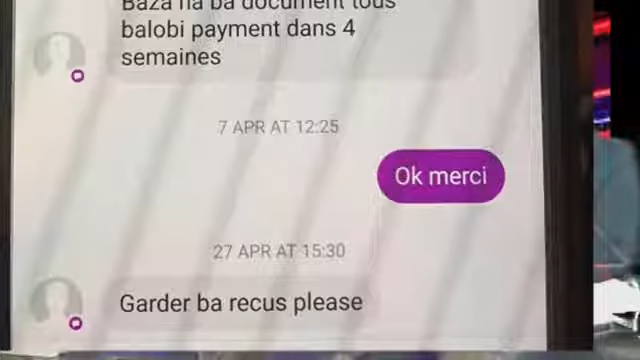 Baza na ba document tous
balobi payment dans 4
semaines
7 APR AT 12:25
Ok merci
27 APR AT 15:30
Garder ba recus please